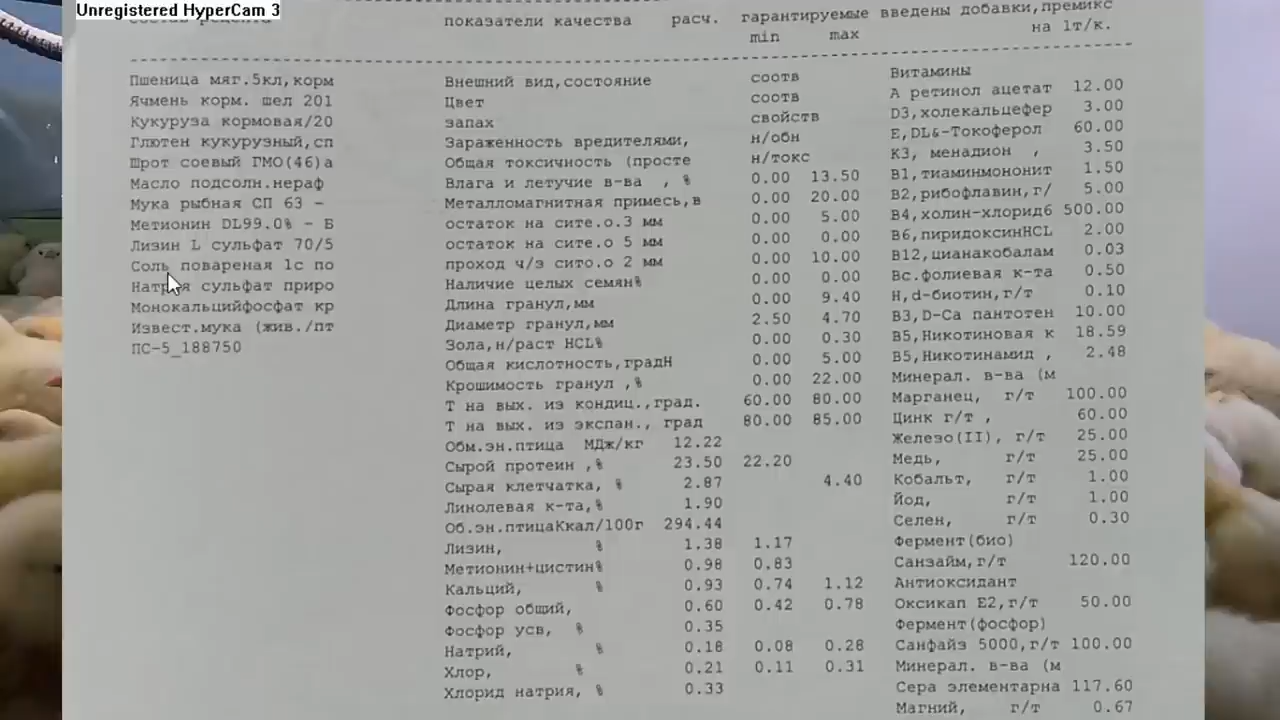 Unregistered HyperCam 3
показатели качества расч. гарантируемые введены добавки,премикс
min max на 1т/к.
Пшеница мяг.5кл,корм
Ячмень корм. шел 201
Кукуруза кормовая/20
Глютен кукурузный,сп
Шрот соевый ГМО(46)а
Масло подсолн.нераф
Мука рыбная СП 63 -
Метионин DL99.0% - Б
Лизин L сульфат 70/5
Соль повареная 1с по
Натрия сульфат приро
Монокальцийфосфат кр
Извест.мука (жив./пт
ПС-5_188750
Внешний вид,состояние соотв
Цвет соотв
запах свойств
Зараженность вредителями, н/обн
Общая токсичность (просте н/токс
Влага и летучие в-ва , % 0.00 13.50
Металломагнитная примесь,в 0.00 20.00
остаток на сите.о.3 мм 0.00 5.00
остаток на сите.о 5 мм 0.00 0.00
проход ч/з сито.о 2 мм 0.00 10.00
Наличие целых семян% 0.00 0.00
Длина гранул,мм 0.00 9.40
Диаметр гранул,мм 2.50 4.70
Зола,н/раст HCL% 0.00 0.30
Общая кислотность,градН 0.00 5.00
Крошимость гранул ,% 0.00 22.00
Т на вых. из кондиц.,град. 60.00 80.00
Т на вых. из экспан., град 80.00 85.00
Обм.эн.птица МДж/кг 12.22
Сырой протеин ,% 23.50 22.20
Сырая клетчатка, % 2.87 4.40
Линолевая к-та,% 1.90
Об.эн.птицаКкал/100г 294.44
Лизин, % 1.38 1.17
Метионин+цистин% 0.98 0.83
Кальций, % 0.93 0.74 1.12
Фосфор общий, 0.60 0.42 0.78
Фосфор усв, % 0.35
Натрий, % 0.18 0.08 0.28
Хлор, % 0.21 0.11 0.31
Хлорид натрия, % 0.33
Витамины
А ретинол ацетат 12.00
D3,холекальцефер 3.00
E,DL&-Токоферол 60.00
К3, менадион , 3.50
В1,тиаминмононит 1.50
В2,рибофлавин,г/ 5.00
В4,холин-хлорид6 500.00
В6,пиридоксинHCL 2.00
В12,цианакобалам 0.03
Вс.фолиевая к-та 0.50
Н,d-биотин,г/т 0.10
В3,D-Ca пантотен 10.00
В5,Никотиновая к 18.59
В5,Никотинамид , 2.48
Минерал. в-ва (м
Марганец, г/т 100.00
Цинк г/т , 60.00
Железо(II), г/т 25.00
Медь, г/т 25.00
Кобальт, г/т 1.00
Йод, г/т 1.00
Селен, г/т 0.30
Фермент(био)
Санзайм,г/т 120.00
Антиоксидант
Оксикап Е2,г/т 50.00
Фермент(фосфор)
Санфайз 5000,г/т 100.00
Минерал. в-ва (м
Сера элементарна 117.60
Магний, г/т 0.67